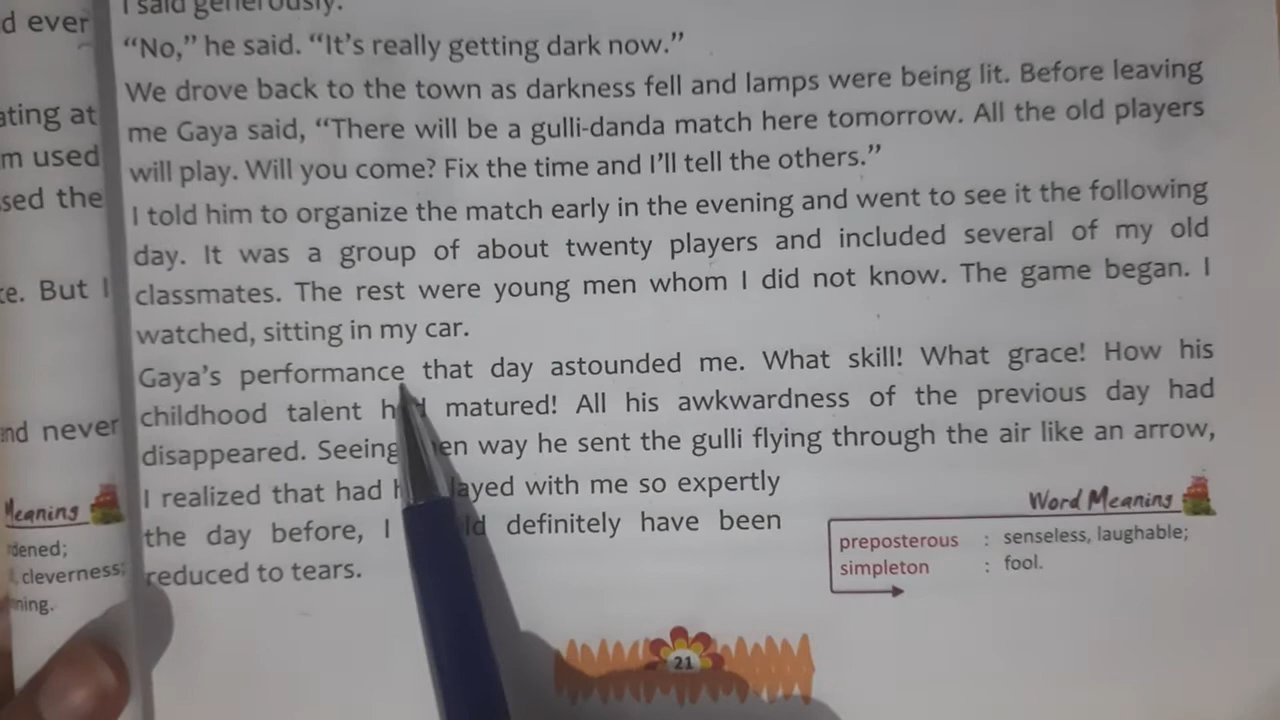 d ever
ating at
m used
sed the
ce. But I
and never
Meaning
dened;
cleverness;
ning.
I said generously.
“No,” he said. “It’s really getting dark now.”
We drove back to the town as darkness fell and lamps were being lit. Before leaving
me Gaya said, “There will be a gulli-danda match here tomorrow. All the old players
will play. Will you come? Fix the time and I’ll tell the others.”
I told him to organize the match early in the evening and went to see it the following
day. It was a group of about twenty players and included several of my old
classmates. The rest were young men whom I did not know. The game began. I
watched, sitting in my car.
Gaya’s performance that day astounded me. What skill! What grace! How his
childhood talent had matured! All his awkwardness of the previous day had
disappeared. Seeing en way he sent the gulli flying through the air like an arrow,
I realized that had h layed with me so expertly
the day before, I ld definitely have been
reduced to tears.
Word Meaning
preposterous : senseless, laughable;
simpleton : fool.
21